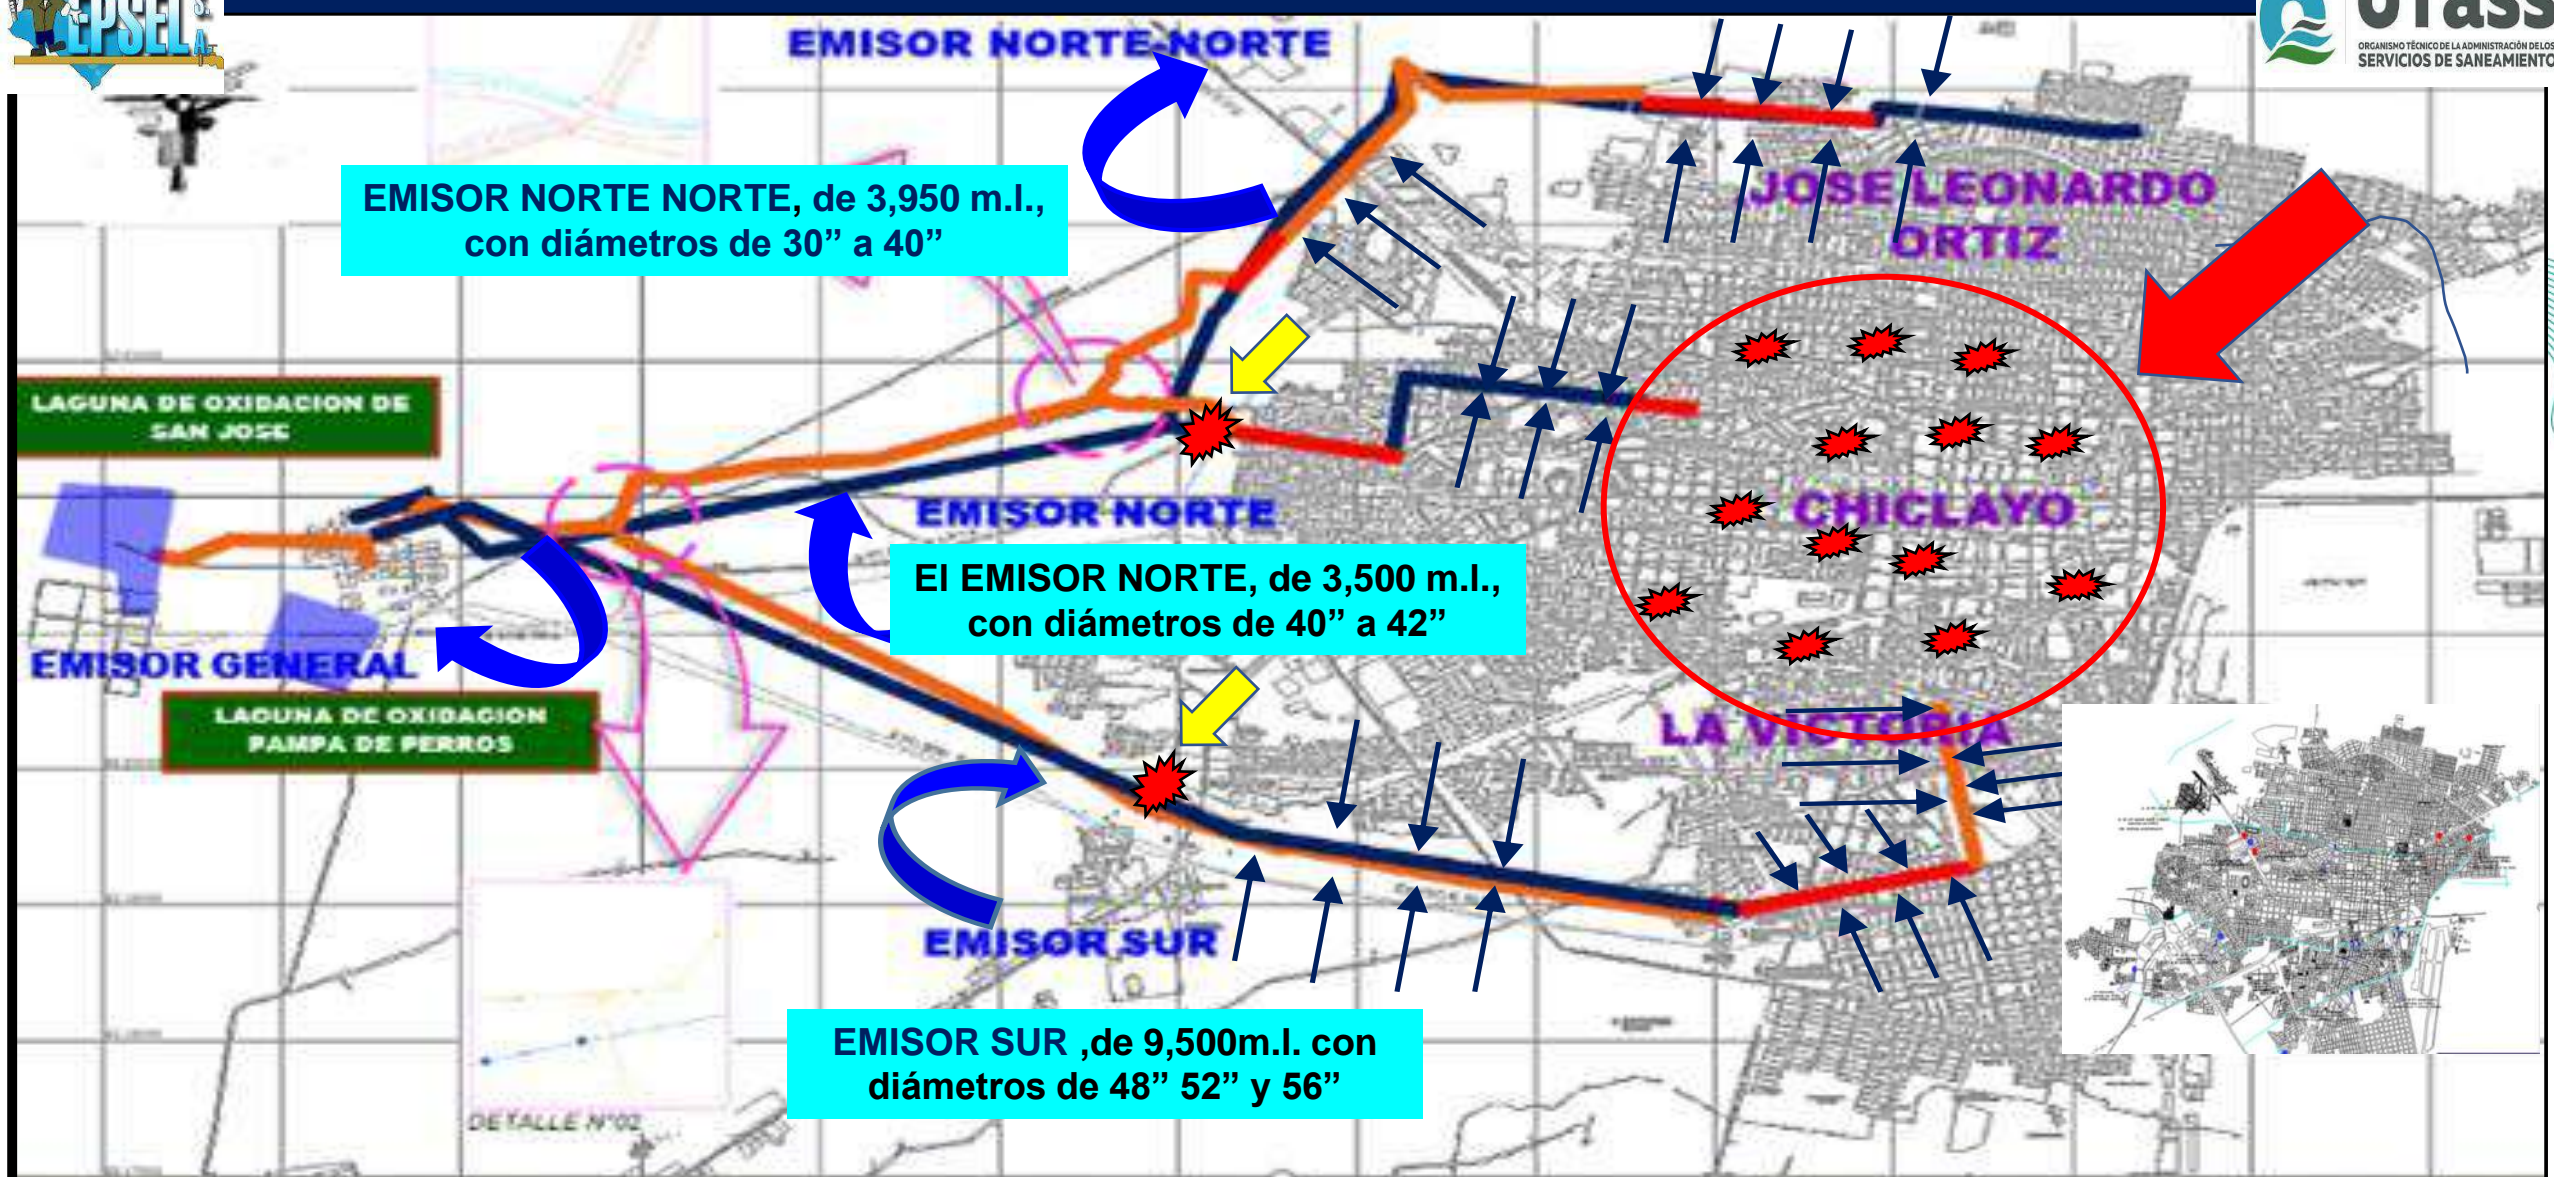 EPSEL S.
A.
OTASS
ORGANISMO TÉCNICO DE LA ADMINISTRACIÓN DE LOS
SERVICIOS DE SANEAMIENTO
EMISOR NORTE NORTE
EMISOR NORTE NORTE, de 3,950 m.l.,
con diámetros de 30” a 40”
JOSE LEONARDO
ORTIZ
LAGUNA DE OXIDACION DE
SAN JOSE
EMISOR NORTE
CHICLAYO
El EMISOR NORTE, de 3,500 m.l.,
con diámetros de 40” a 42”
EMISOR GENERAL
LAGUNA DE OXIDACION
PAMPA DE PERROS
LA VICTORIA
EMISOR SUR
EMISOR SUR ,de 9,500m.l. con
diámetros de 48” 52” y 56”
DETALLE N°02